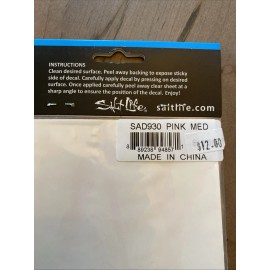 INSTRUCTIONS
Clean desired surface. Peel away backing to expose sticky
side of decal. Carefully apply decal by pressing on desired
surface. Once applied carefully peel away clear sheet at a
sharp angle to ensure the position of the decal. Enjoy!
Salt Life
saltlife.com
SAD930 PINK MED
$12.00
MADE IN CHINA